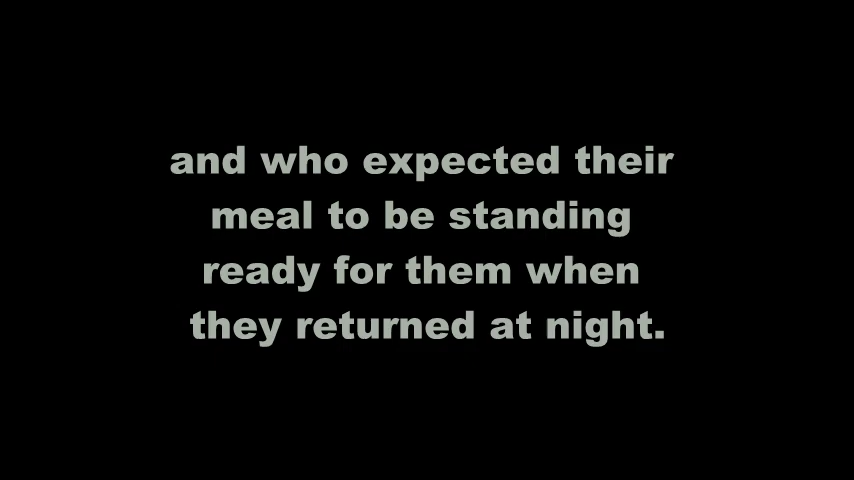 and who expected their
meal to be standing
ready for them when
they returned at night.